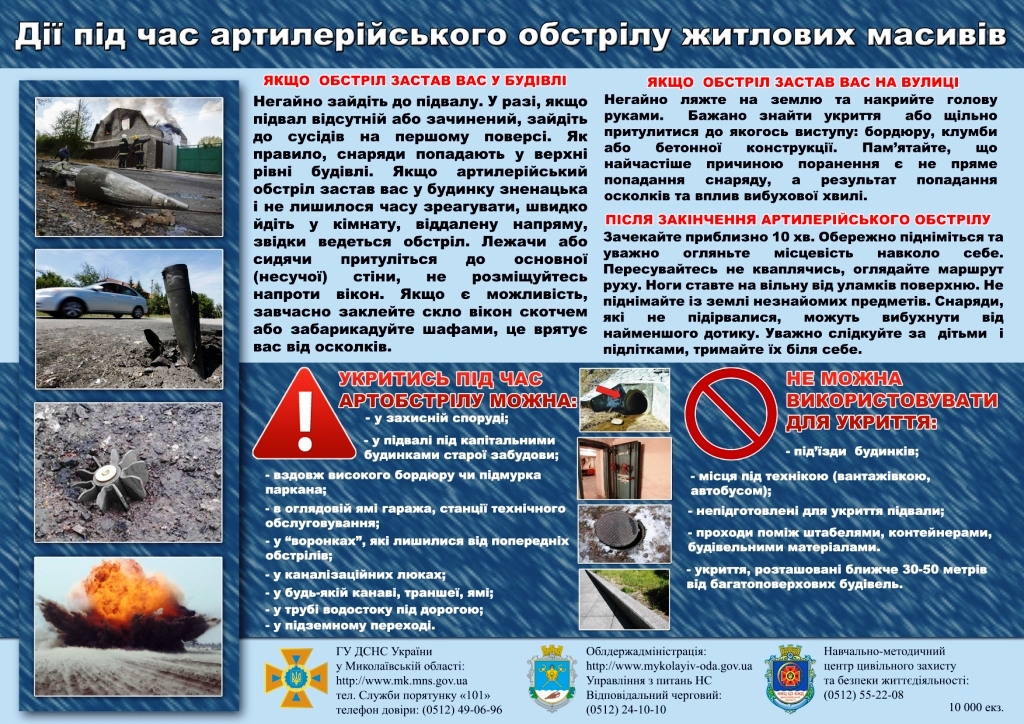 Дії під час артилерійського обстрілу житлових масивів
ЯКЩО ОБСТРІЛ ЗАСТАВ ВАС У БУДІВЛІ
Негайно зайдіть до підвалу. У разі, якщо
підвал відсутній або зачинений, зайдіть
до сусідів на першому поверсі. Як
правило, снаряди попадають у верхні
рівні будівлі. Якщо артилерійський
обстріл застав вас у будинку зненацька
і не лишилося часу зреагувати, швидко
йдіть у кімнату, віддалену напряму,
звідки ведеться обстріл. Лежачи або
сидячи притуліться до основної
(несучої) стіни, не розміщуйтесь
напроти вікон. Якщо є можливість,
завчасно заклейте скло вікон скотчем
або забарикадуйте шафами, це врятує
вас від осколків.
ЯКЩО ОБСТРІЛ ЗАСТАВ ВАС НА ВУЛИЦІ
Негайно ляжте на землю та накрийте голову
руками. Бажано знайти укриття або щільно
притулитися до якогось виступу: бордюру, клумби
або бетонної конструкції. Пам’ятайте, що
найчастіше причиною поранення є не пряме
попадання снаряду, а результат попадання
осколків та вплив вибухової хвилі.
ПІСЛЯ ЗАКІНЧЕННЯ АРТИЛЕРІЙСЬКОГО ОБСТРІЛУ
Зачекайте приблизно 10 хв. Обережно підніміться та
уважно огляньте місцевість навколо себе.
Пересувайтесь не кваплячись, оглядайте маршрут
руху. Ноги ставте на вільну від уламків поверхню. Не
піднімайте із землі незнайомих предметів. Снаряди,
які не підірвалися, можуть вибухнути від
найменшого дотику. Уважно слідкуйте за дітьми і
підлітками, тримайте їх біля себе.
УКРИТИСЬ ПІД ЧАС
АРТОБСТРІЛУ МОЖНА:
- у захисній споруді;
- у підвалі під капітальними
будинками старої забудови;
- вздовж високого бордюру чи підмурка
паркана;
- в оглядовій ямі гаража, станції технічного
обслуговування;
- у “воронках”, які лишилися від попередніх
обстрілів;
- у каналізаційних люках;
- у будь-якій канаві, траншеї, ямі;
- у трубі водостоку під дорогою;
- у підземному переході.
НЕ МОЖНА
ВИКОРИСТОВУВАТИ
ДЛЯ УКРИТТЯ:
- під’їзди будинків;
- місця під технікою (вантажівкою,
автобусом);
- непідготовлені для укриття підвали;
- проходи поміж штабелями, контейнерами,
будівельними матеріалами.
- укриття, розташовані ближче 30-50 метрів
від багатоповерхових будівель.
ГУ ДСНС України
у Миколаївській області:
http://www.mk.mns.gov.ua
тел. Служби порятунку «101»
телефон довіри: (0512) 49-06-96
Облдержадміністрація:
http://www.mykolayiv-oda.gov.ua
Управління з питань НС
Відповідальний черговий:
(0512) 24-10-10
Навчально-методичний
центр цивільного захисту
та безпеки життєдіяльності:
(0512) 55-22-08
10 000 екз.